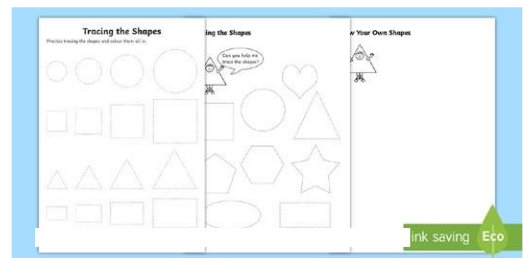 Tracing the Shapes
Practise tracing the shapes and colour them all in.
ing the Shapes
Can you help me
trace the shapes?
w Your Own Shapes
ink saving
Eco